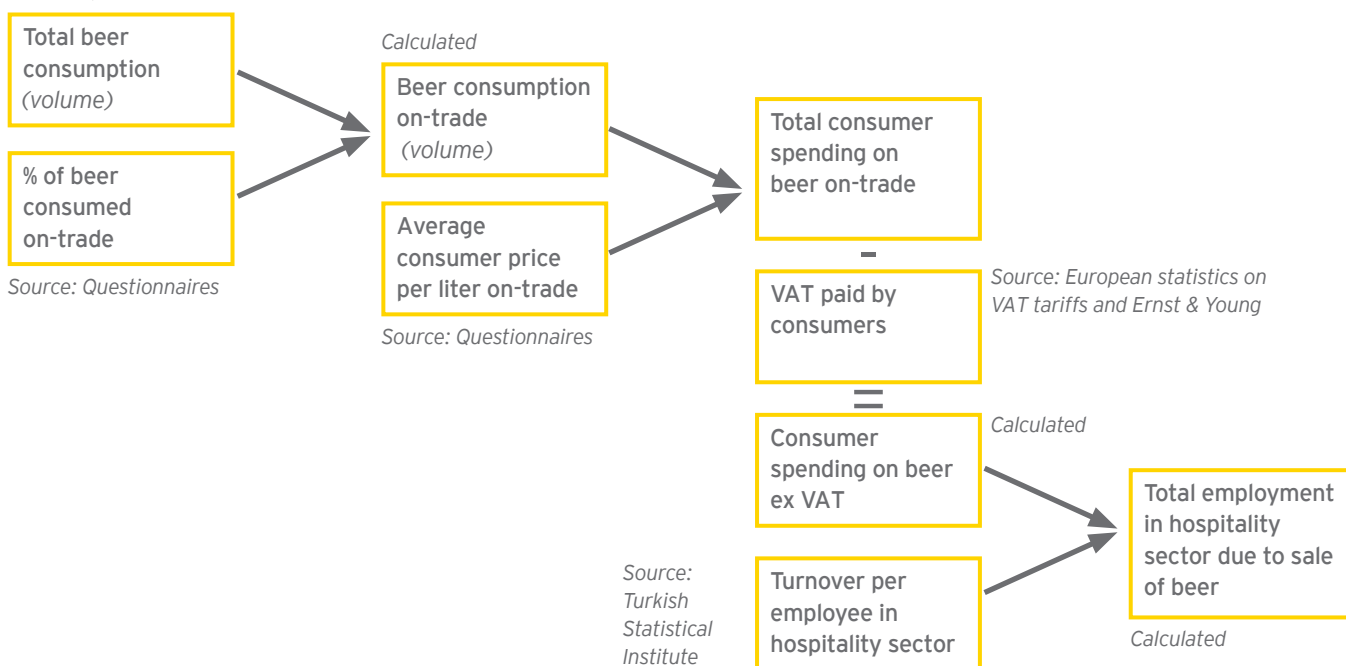 Total beer
consumption
(volume)
% of beer
consumed
on-trade
Source: Questionnaires
Calculated
Beer consumption
on-trade
(volume)
Average
consumer price
per liter on-trade
Source: Questionnaires
Total consumer
spending on
beer on-trade
-
VAT paid by
consumers
Source: European statistics on
VAT tariffs and Ernst & Young
=
Consumer
spending on beer
ex VAT
Calculated
Source:
Turkish
Statistical
Institute
Turnover per
employee in
hospitality sector
Total employment
in hospitality
sector due to sale
of beer
Calculated